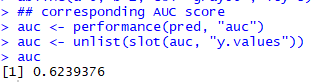 > ## corresponding AUC score
> auc <- performance(pred, "auc")
> auc <- unlist(slot(auc, "y.values"))
> auc
[1] 0.6239376